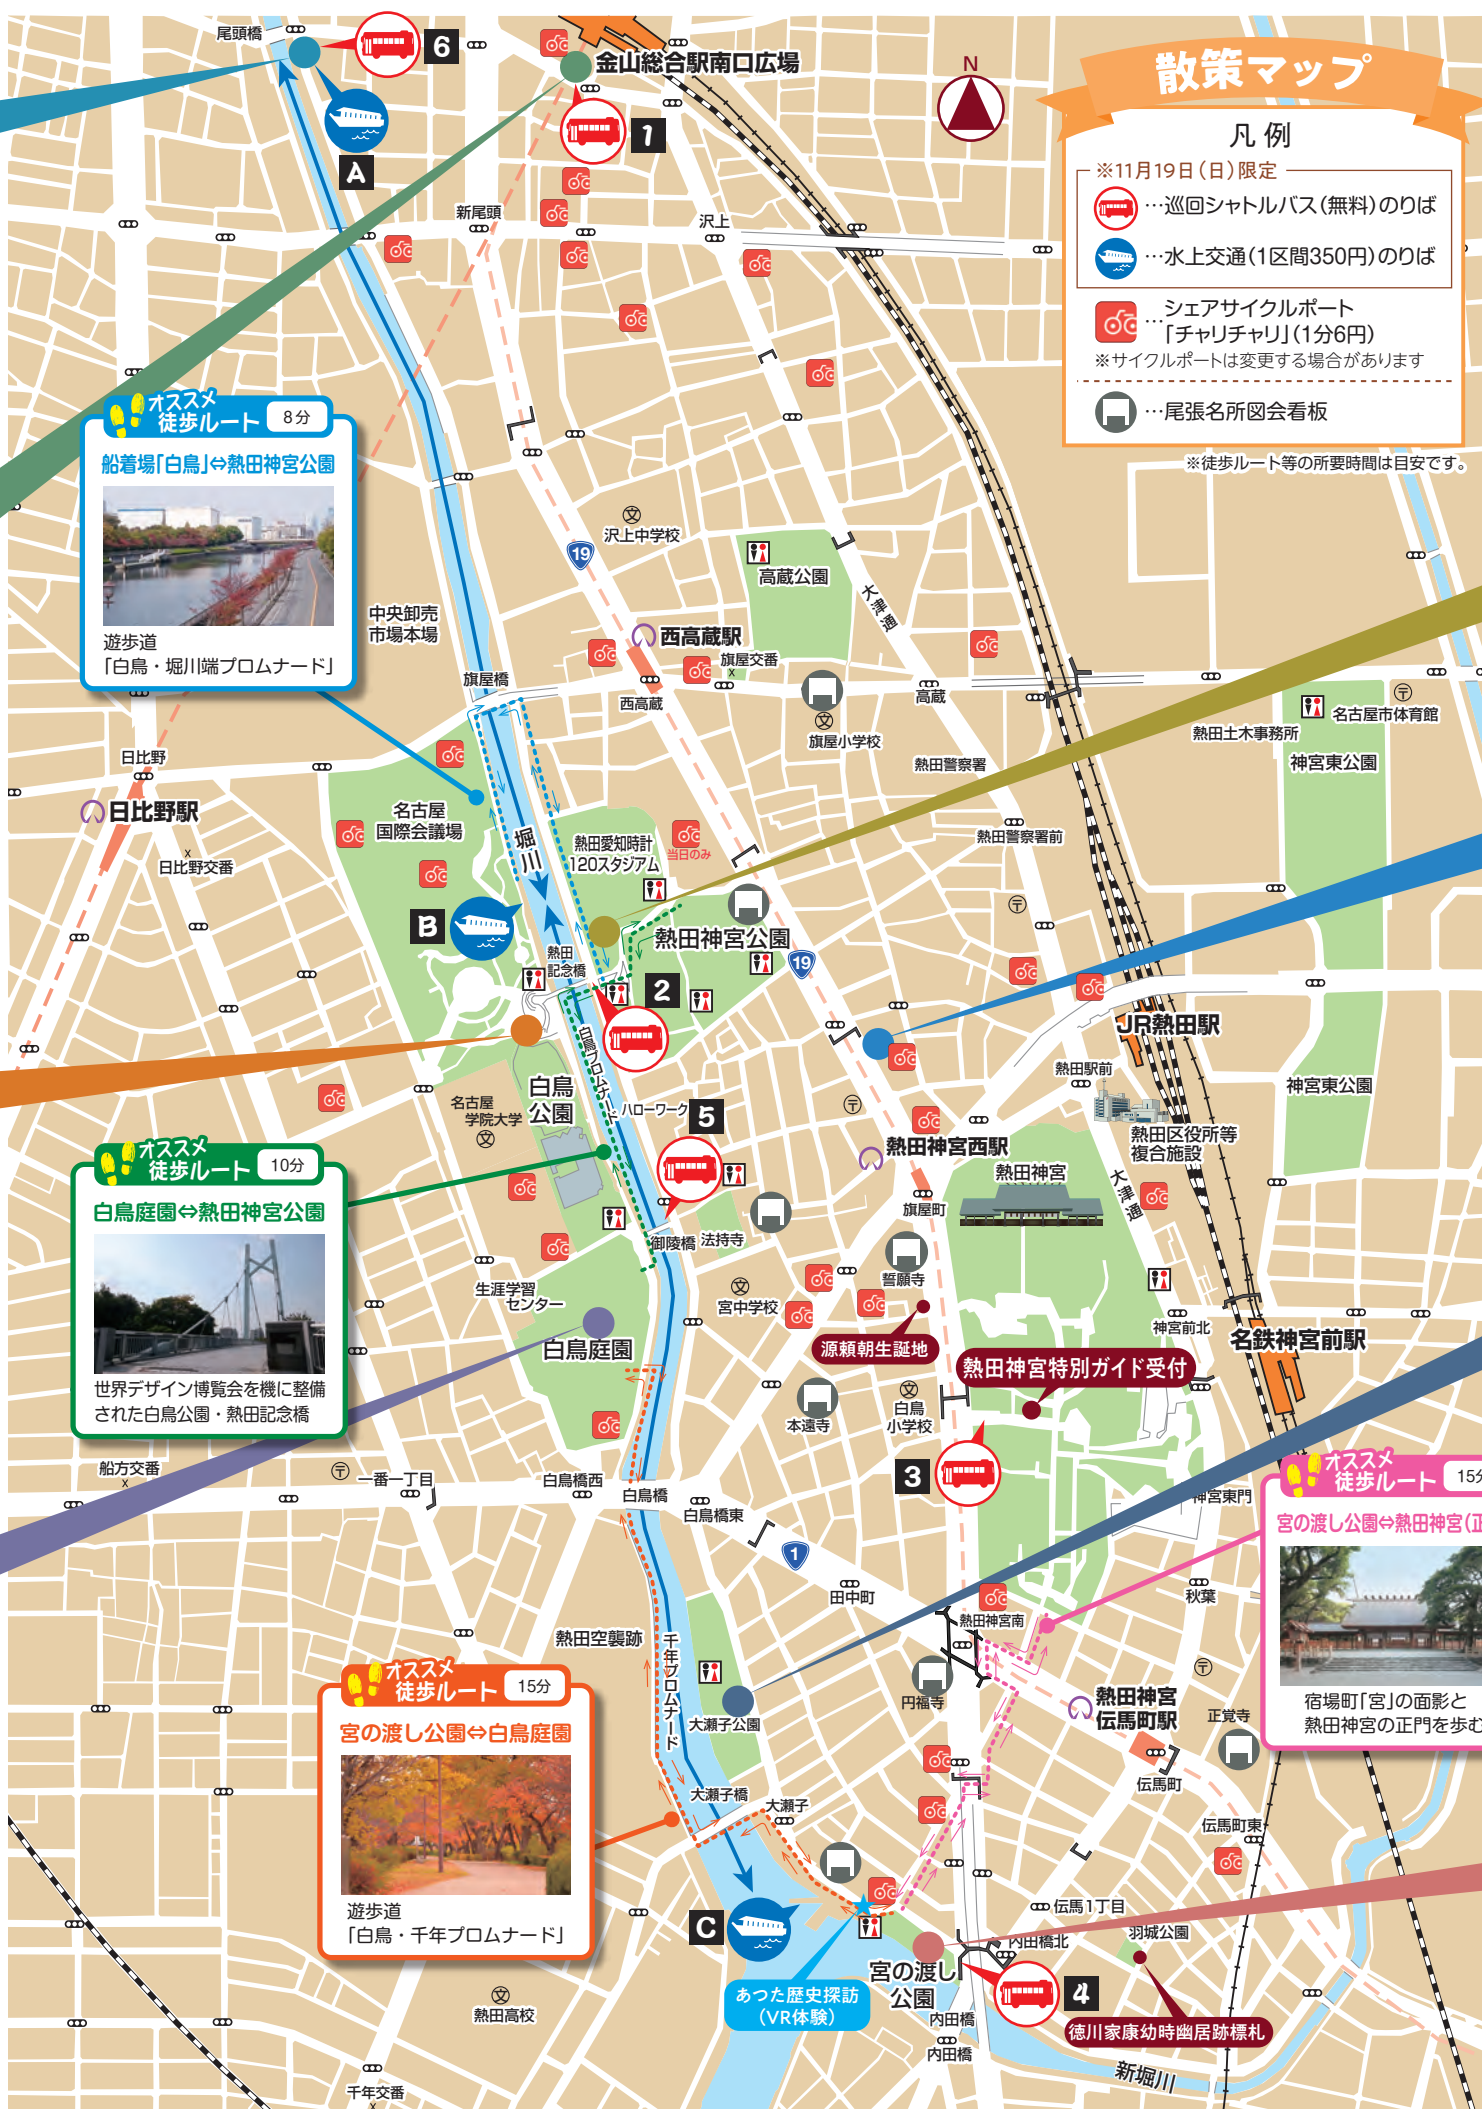 散策マップ
凡例
※11月19日（日）限定
…巡回シャトルバス（無料）のりば
…水上交通（1区間350円）のりば
…シェアサイクルポート
「チャリチャリ」（1分6円）
※サイクルポートは変更する場合があります
…尾張名所図会看板
※徒歩ルート等の所要時間は目安です。
N
尾頭橋
6
金山総合駅南口広場
1
A
新尾頭
沢上
オススメ
徒歩ルート
8分
船着場「白鳥」⇔熱田神宮公園
遊歩道
「白鳥・堀川端プロムナード」
沢上中学校
文
19
高蔵公園
大津通
中央卸売
市場本場
西高蔵駅
旗屋交番
旗屋橋
西高蔵
高蔵
文
旗屋小学校
熱田土木事務所
名古屋市体育館
神宮東公園
熱田警察署
日比野
日比野駅
日比野交番
名古屋
国際会議場
堀川
熱田愛知時計
120スタジアム
当日のみ
熱田警察署前
B
熱田
記念橋
熱田神宮公園
19
2
JR熱田駅
熱田駅前
神宮東公園
白鳥プロムナード
白鳥
公園
名古屋
学院大学
文
ハローワーク
5
熱田神宮西駅
熱田神宮
熱田区役所等
複合施設
大津通
オススメ
徒歩ルート
10分
白鳥庭園⇔熱田神宮公園
世界デザイン博覧会を機に整備
された白鳥公園・熱田記念橋
旗屋町
御陵橋
法持寺
誓願寺
生涯学習
センター
文
宮中学校
白鳥庭園
源頼朝生誕地
神宮前北
名鉄神宮前駅
熱田神宮特別ガイド受付
本遠寺
文
白鳥
小学校
3
船方交番
一番一丁目
白鳥橋西
白鳥橋
白鳥橋東
神宮東門
1
田中町
秋葉
オススメ
徒歩ルート
宮の渡し公園⇔熱田神宮
宿場町「宮」の面影と
熱田神宮の正門を歩む
熱田空襲跡
千年プロムナード
熱田神宮南
円福寺
大瀬子公園
熱田神宮
伝馬町駅
正覚寺
伝馬町
オススメ
徒歩ルート
15分
宮の渡し公園⇔白鳥庭園
遊歩道
「白鳥・千年プロムナード」
大瀬子橋
大瀬子
伝馬町東
C
伝馬1丁目
内田橋北
羽城公園
宮の渡し
公園
4
あつた歴史探訪
（VR体験）
内田橋
内田橋
徳川家康幼時幽居跡標札
新堀川
文
熱田高校
千年交番